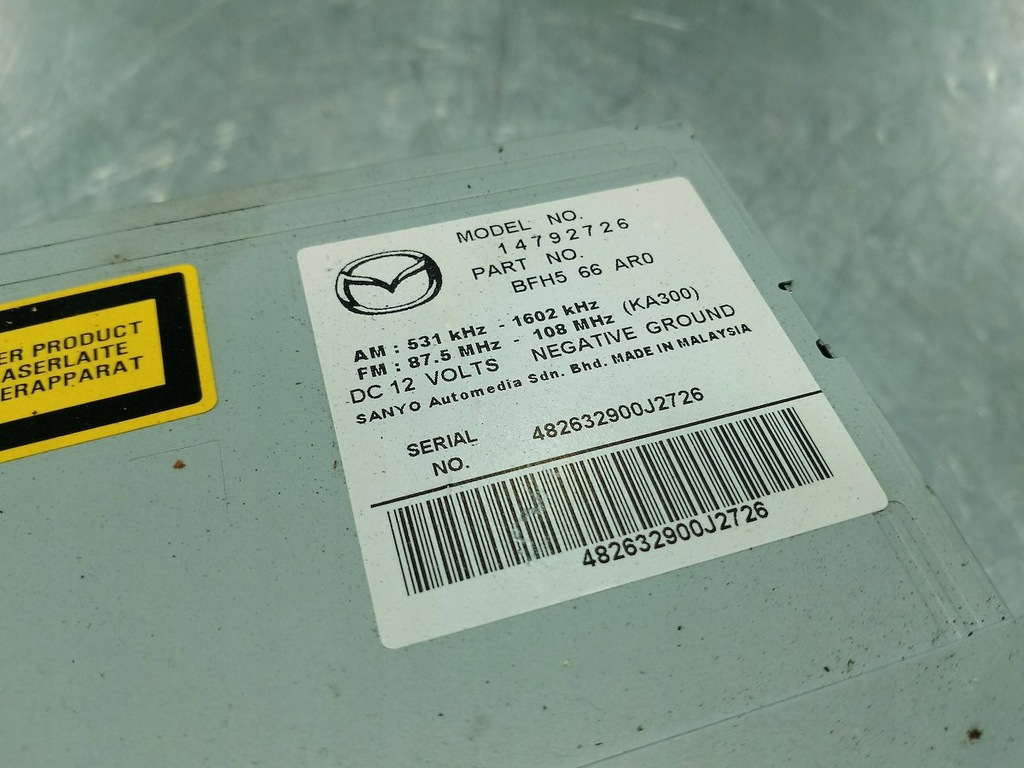 ER PRODUCT
ASERLAITE
ERAPPARAT
MODEL NO.
14792726
PART NO.
BFH5 66 AR0
AM : 531 kHz - 1602 kHz
FM : 87.5 MHz - 108 MHz (KA300)
DC 12 VOLTS NEGATIVE GROUND
SANYO Automedia Sdn. Bhd. MADE IN MALAYSIA
SERIAL NO. 482632900J2726
482632900J2726